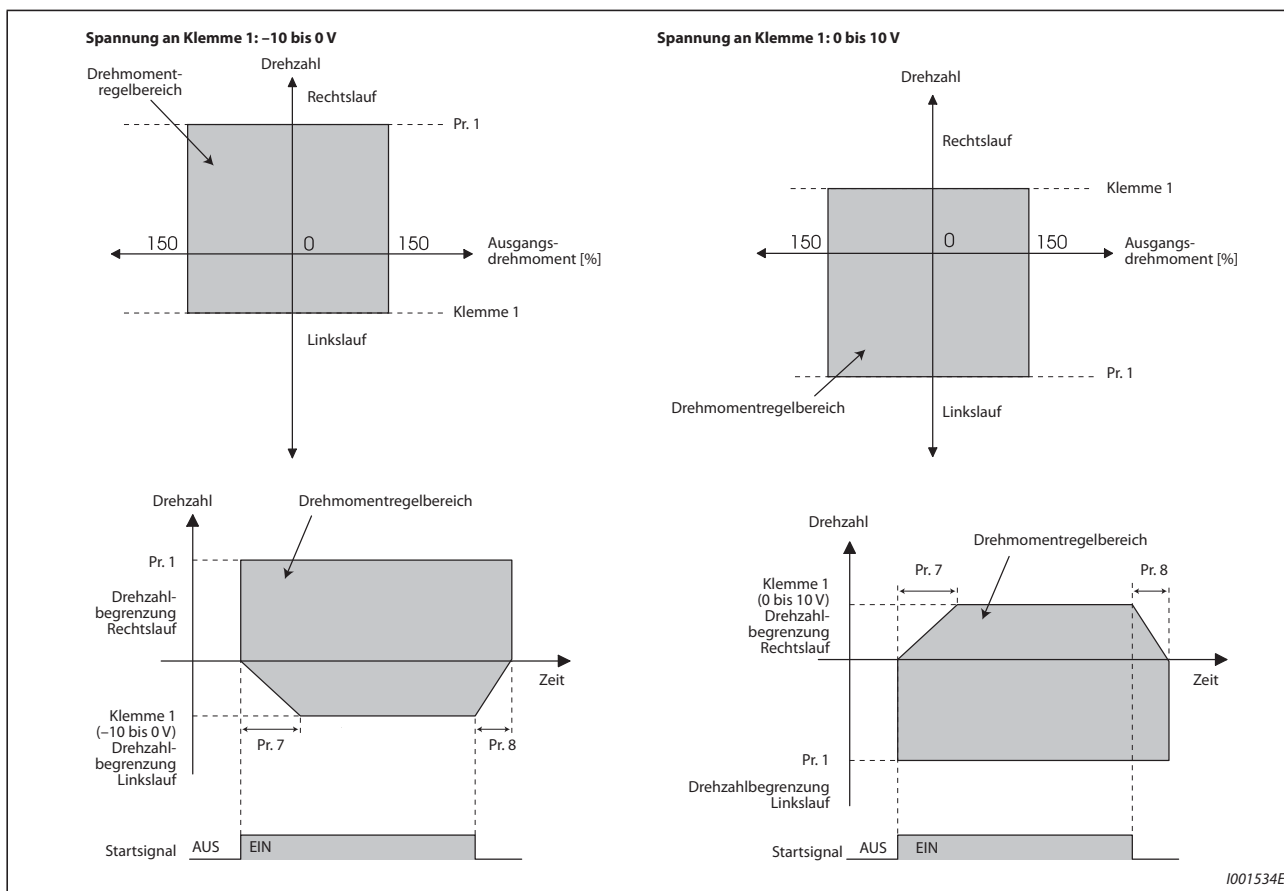 Spannung an Klemme 1: –10 bis 0 V
Drehzahl
Drehmoment-
regelbereich
Rechtslauf
Pr. 1
150
0
150
Ausgangs-
drehmoment [%]
Klemme 1
Linkslauf
Spannung an Klemme 1: 0 bis 10 V
Drehzahl
Rechtslauf
Klemme 1
150
0
150
Ausgangs-
drehmoment [%]
Pr. 1
Drehmomentregelbereich
Linkslauf
Drehzahl
Drehmomentregelbereich
Pr. 1
Drehzahl-
begrenzung
Rechtslauf
Zeit
Klemme 1
(–10 bis 0 V)
Drehzahl-
begrenzung
Linkslauf
Pr. 7
Pr. 8
Startsignal
AUS
EIN
Drehzahl
Drehmomentregelbereich
Pr. 7
Pr. 8
Klemme 1
(0 bis 10 V)
Drehzahl-
begrenzung
Rechtslauf
Zeit
Pr. 1
Drehzahlbegrenzung
Linkslauf
Startsignal
AUS
EIN
I001534E